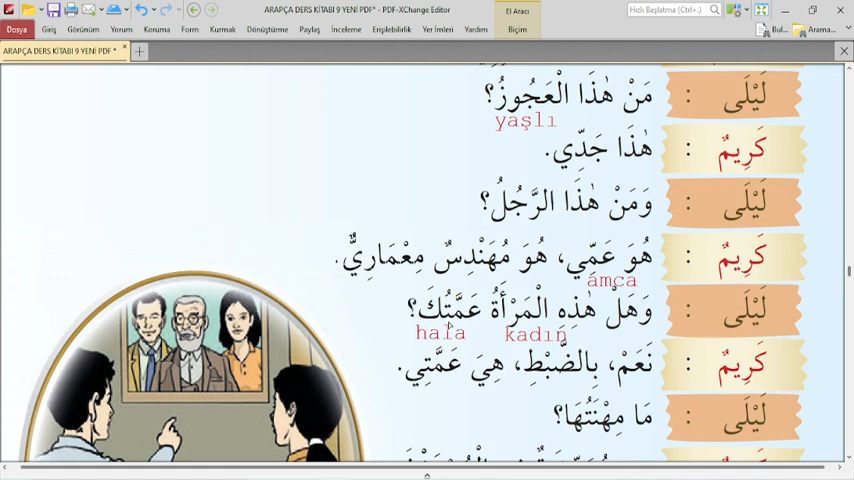 ARAPÇA DERS KİTABI 9 YENİ PDF* - PDF-XChange Editor
El Aracı
Hızlı Başlatma (Ctrl+.)
Dosya Giriş Görünüm Yorum Koruma Form Kurmak Dönüştürme Paylaş İnceleme Erişilebilirlik Yer İmleri Yardım Biçim Bul... Arama...
ARAPÇA DERS KİTABI 9 YENİ PDF *
لَيْلَى : مَنْ هٰذَا الْعَجُوزُ؟
yaşlı
كَرِيمٌ : هٰذَا جَدِّي.
لَيْلَى : وَمَنْ هٰذَا الرَّجُلُ؟
كَرِيمٌ : هُوَ عَمِّي، هُوَ مُهَنْدِسٌ مِعْمَارِيٌّ.
amca
لَيْلَى : وَهَلْ هٰذِهِ الْمَرْأَةُ عَمَّتُكَ؟
hala kadın
كَرِيمٌ : نَعَمْ، بِالضَّبْطِ، هِيَ عَمَّتِي.
لَيْلَى : مَا مِهْنَتُهَا؟